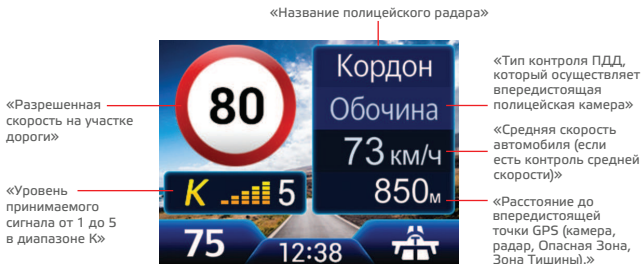 «Название полицейского радара»
«Разрешенная
скорость на участке
дороги»
«Уровень
принимаемого
сигнала от 1 до 5
в диапазоне К»
80
K 5
75
12:38
Кордон
Обочина
73 км/ч
850м
«Тип контроля ПДД,
который осуществляет
впередистоящая
полицейская камера»
«Средняя скорость
автомобиля (если
есть контроль средней
скорости)»
«Расстояние до
впередистоящей
точки GPS (камера,
радар, Опасная Зона,
Зона Тишины).»